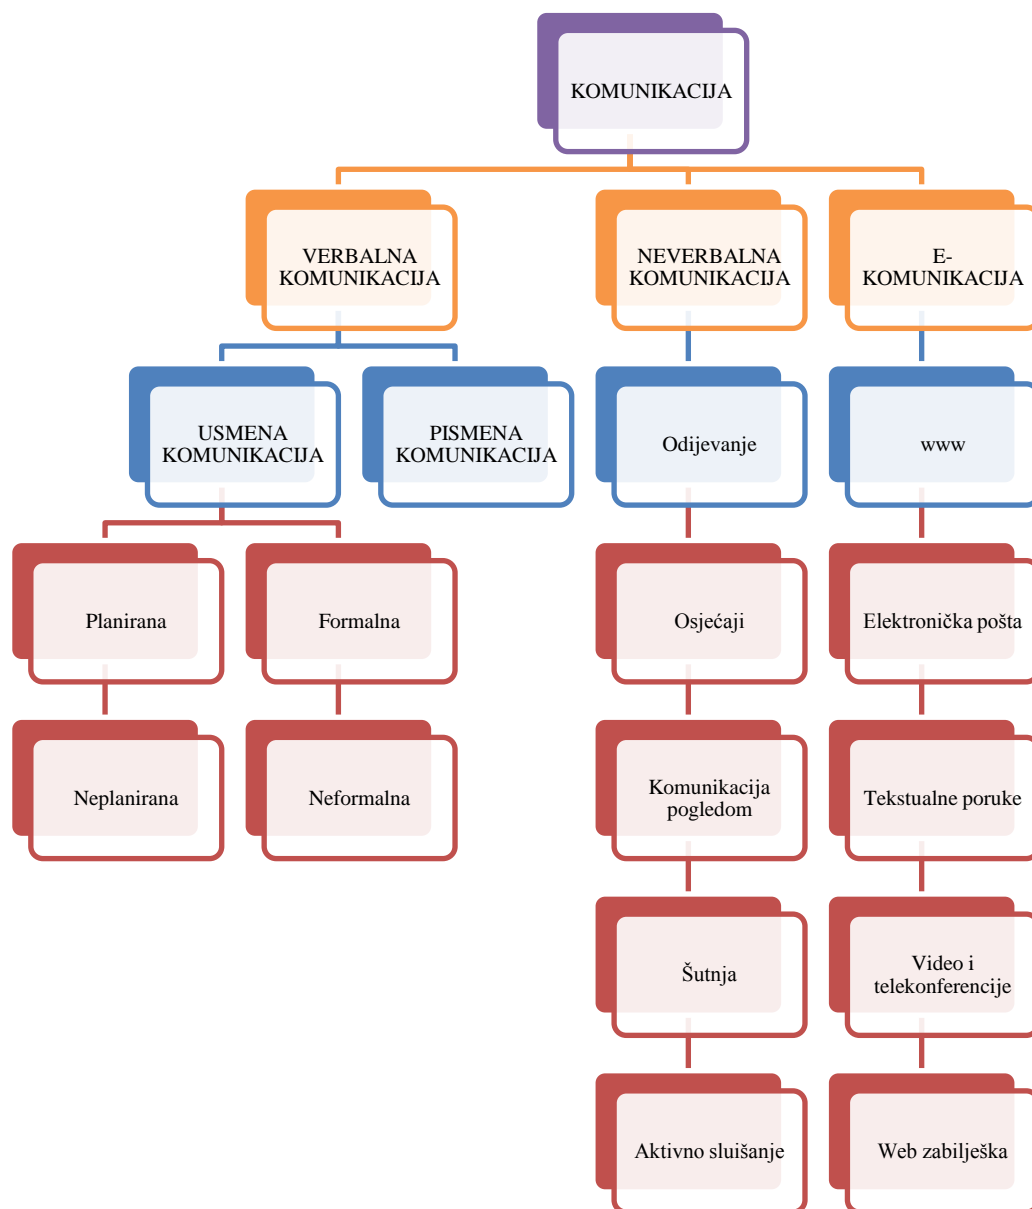 KOMUNIKACIJA
VERBALNA
KOMUNIKACIJA
NEVERBALNA
KOMUNIKACIJA
E-
KOMUNIKACIJA
USMENA
KOMUNIKACIJA
PISMENA
KOMUNIKACIJA
Odijevanje
www
Planirana
Formalna
Osjećaji
Elektronička pošta
Neplanirana
Neformalna
Komunikacija
pogledom
Tekstualne poruke
Šutnja
Video i
telekonferencije
Aktivno sluišanje
Web zabilješka